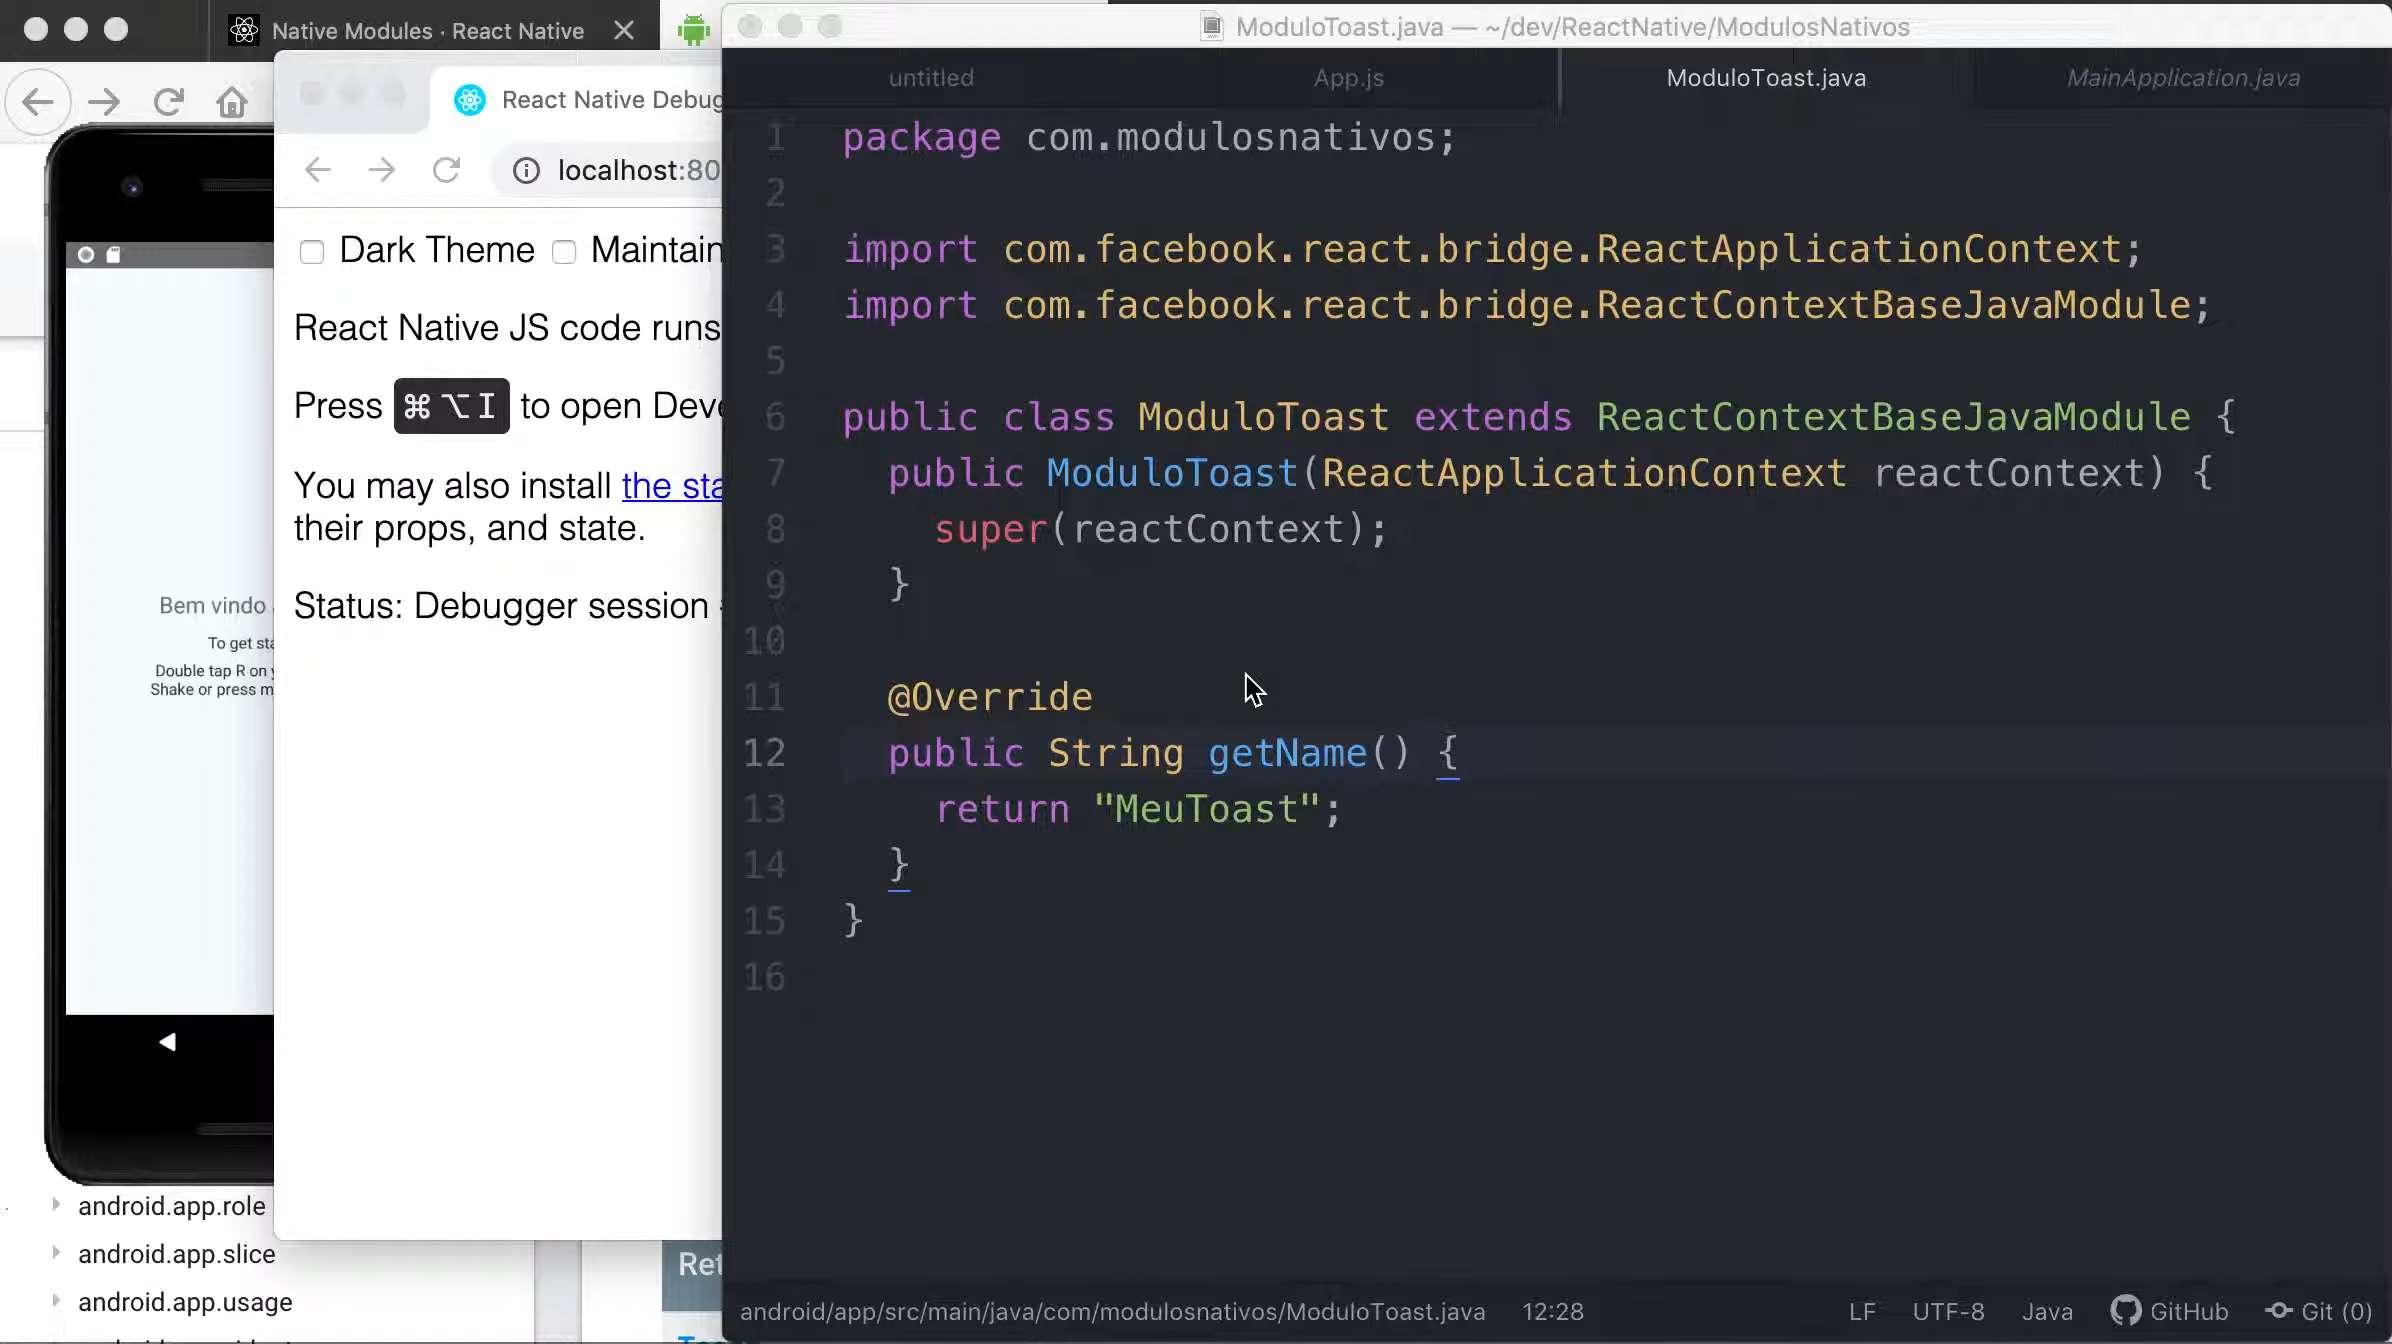 Native Modules · React Native
React Native Debug
localhost:80
Dark Theme Maintain
React Native JS code runs
Press ⌘⌥I to open Deve
You may also install the sta
their props, and state.
Status: Debugger session
Bem vindo
To get sta
Double tap R on
Shake or press m
android.app.role
android.app.slice
android.app.usage
Ret
ModuloToast.java — ~/dev/ReactNative/ModulosNativos
untitled App.js ModuloToast.java MainApplication.java
1 package com.modulosnativos;
2
3 import com.facebook.react.bridge.ReactApplicationContext;
4 import com.facebook.react.bridge.ReactContextBaseJavaModule;
5
6 public class ModuloToast extends ReactContextBaseJavaModule {
7 public ModuloToast(ReactApplicationContext reactContext) {
8 super(reactContext);
9 }
10
11 @Override
12 public String getName() {
13 return "MeuToast";
14 }
15 }
16
android/app/src/main/java/com/modulosnativos/ModuloToast.java 12:28 LF UTF-8 Java GitHub Git (0)